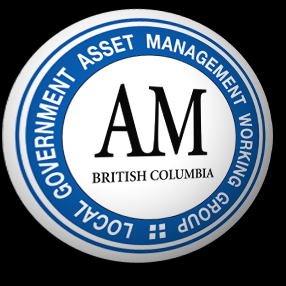 LOCAL GOVERNMENT ASSET MANAGEMENT WORKING GROUP
AM
BRITISH COLUMBIA